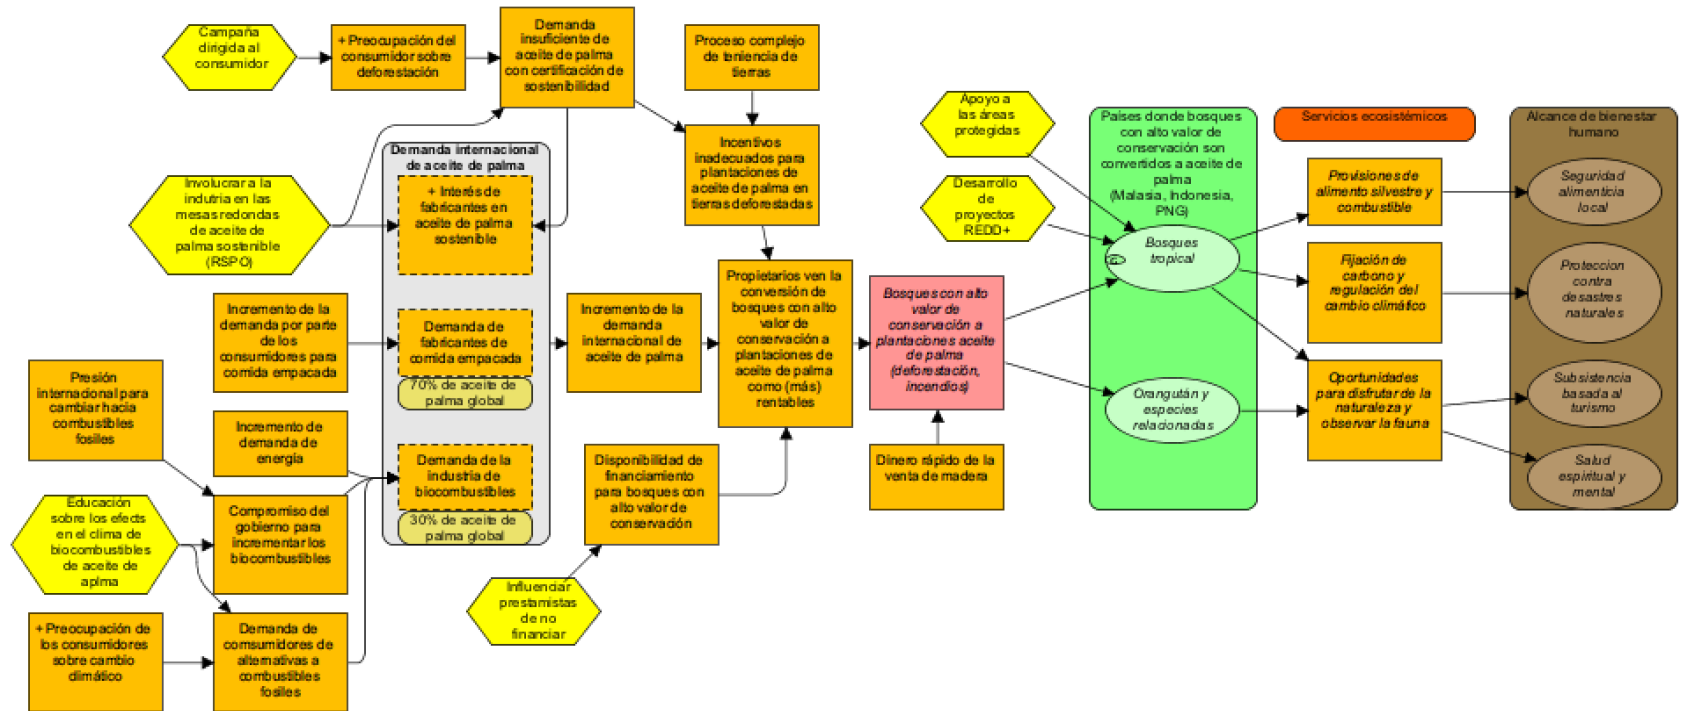 Campaña
dirigida al
consumidor
+ Preocupación del
consumidor sobre
deforestación
Demanda
insuficiente de
aceite de palma
con certificación de
sostenibilidad
Proceso complejo
de teniencia de
tierras
Incentivos
inadecuados para
plantaciones de
aceite de palma en
tierras deforestadas
Involucrar a la
indutria en las
mesas redondas
de aceite de
palma sostenible
(RSPO)
Demanda internacional
de aceite de palma
+ Interés de
fabricantes en
aceite de palma
sostenible
Incremento de la
demanda por parte
de los
consumidores para
comida empacada
Demanda de
fabricantes de
comida empacada
70% de aceite de
palma global
Incremento de la
demanda
internacional de
aceite de palma
Propietarios ven la
conversión de
bosques con alto
valor de
conservación a
plantaciones de
aceite de palma
como (más)
rentables
Presión
internacional para
cambiar hacia
combustibles
fosiles
Incremento de
demanda de
energía
Demanda de la
industria de
biocombustibles
30% de aceite de
palma global
Educación
sobre los efects
en el clima de
biocombustibles
de aceite de
aplma
Compromiso del
gobierno para
incrementar los
biocombustibles
+ Preocupación de
los consumidores
sobre cambio
climático
Demanda de
comsumidores de
alternativas a
combustibles
fosiles
Disponibilidad de
financiamiento
para bosques con
alto valor de
conservación
Influenciar
prestamistas
de no
financiar
Bosques con alto
valor de
conservación a
plantaciones aceite
de palma
(deforestación,
incendios)
Dinero rápido de la
venta de madera
Apoyo a
las áreas
protegidas
Desarrollo
de
proyectos
REDD+
Países donde bosques
con alto valor de
conservación son
convertidos a aceite de
palma
(Malasia, Indonesia,
PNG)
Bosques
tropical
Orangután y
especies
relacionadas
Servicios ecosistémicos
Provisiones de
alimento silvestre y
combustible
Fijación de
carbono y
regulación del
cambio climático
Oportunidades
para disfrutar de la
naturaleza y
observar la fauna
Alcance de bienestar
humano
Seguridad
alimenticia
local
Proteccion
contra
desastres
naturales
Subsistencia
basada al
turismo
Salud
espiritual y
mental